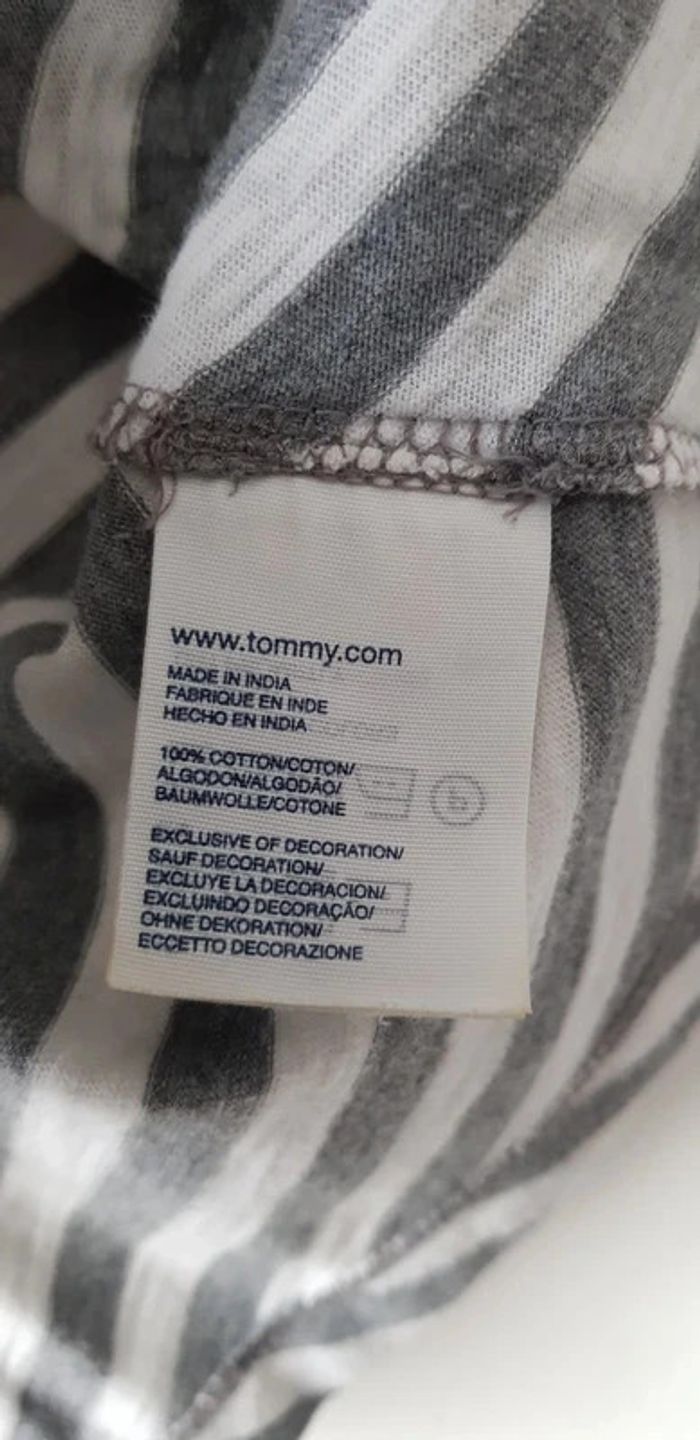 www.tommy.com
MADE IN INDIA
FABRIQUE EN INDE
HECHO EN INDIA
100% COTTON/COTON/
ALGODON/ALGODÃO/
BAUMWOLLE/COTONE
EXCLUSIVE OF DECORATION/
SAUF DECORATION/
EXCLUYE LA DECORACION/
EXCLUINDO DECORAÇÃO/
OHNE DEKORATION/
ECCETTO DECORAZIONE